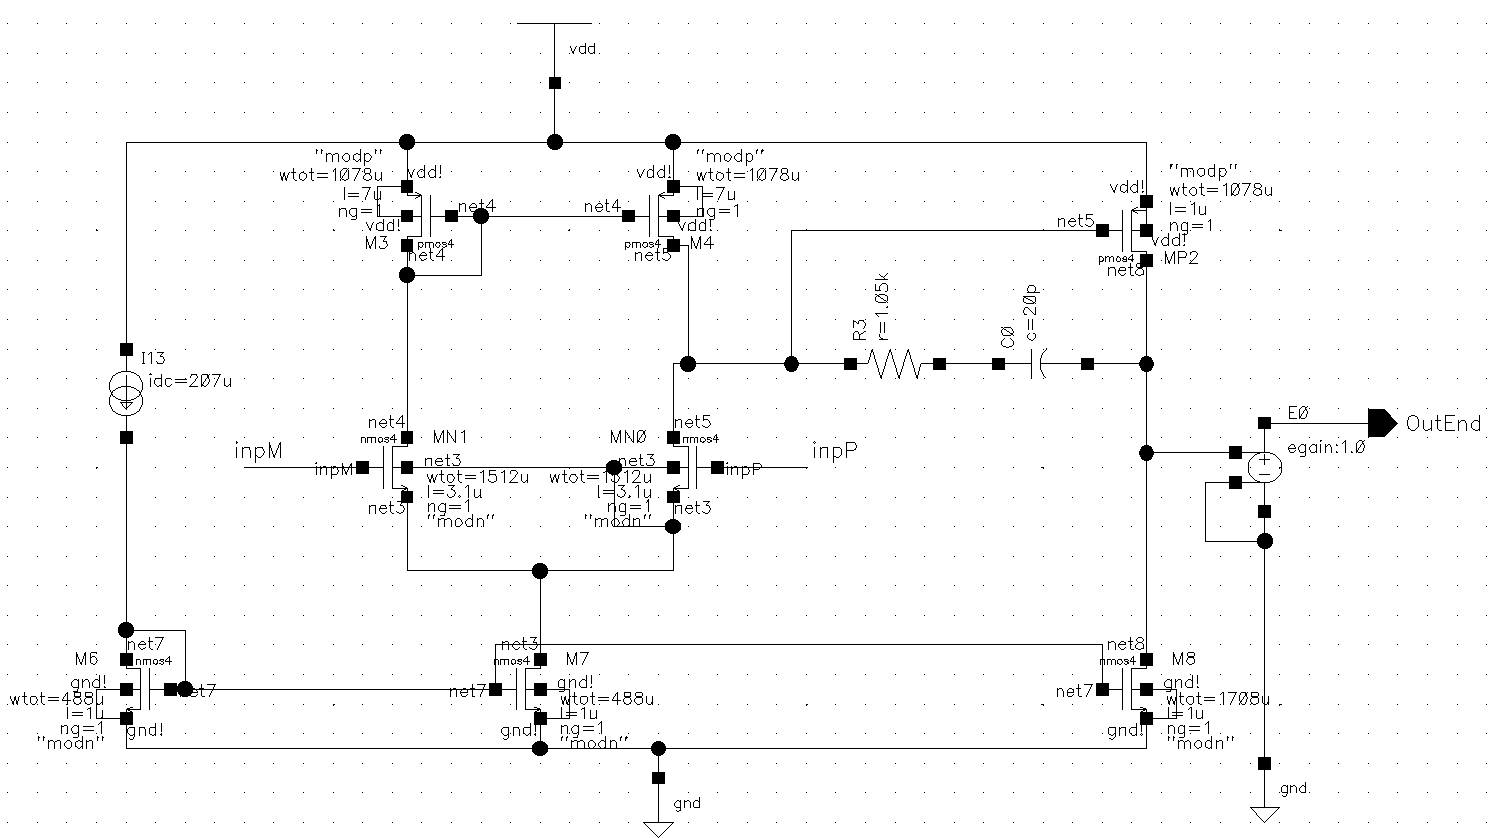 vdd
"modp"
wtot=1078u
vdd!
l=7u
ng=1
net4
vdd!
M3
pmos4
net4
"modp"
vdd!
wtot=1078u
l=7u
net4
ng=1
vdd!
pmos4
M4
net5
"modp"
vdd!
wtot=1078u
l=1u
net5
ng=1
vdd!
pmos4
MP2
net8
R3
r=1.05k
C0
c=20p
I13
idc=207u
net4
nmos4
MN1
inpM
inpM
net3
wtot=1512u
l=3.1u
net3
ng=1
"modn"
net5
MN0
nmos4
inpP
net3
inpP
wtot=1512u
l=3.1u
ng=1
net3
"modn"
E0
OutEnd
egain:1.0
net7
M6
nmos4
gnd!
net7
wtot=488u
l=1u
ng=1
gnd!
"modn"
net3
nmos4
M7
gnd!
net7
wtot=488u
l=1u
gnd!
ng=1
"modn"
net8
nmos4
M8
gnd!
net7
wtot=1708u
l=1u
gnd!
ng=1
"modn"
gnd
gnd